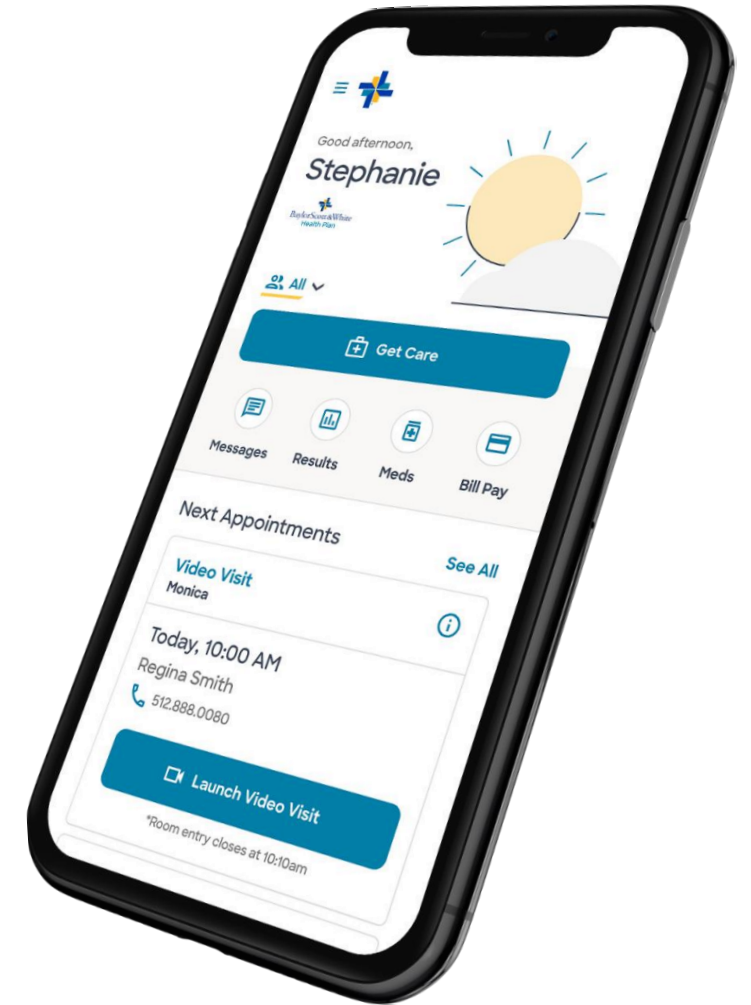 Good afternoon,
Stephanie
BaylorScott&White
Health Plan
All
Get Care
Messages Results Meds Bill Pay
Next Appointments
See All
Video Visit
Monica
Today, 10:00 AM
Regina Smith
512.888.0080
Launch Video Visit
*Room entry closes at 10:10am